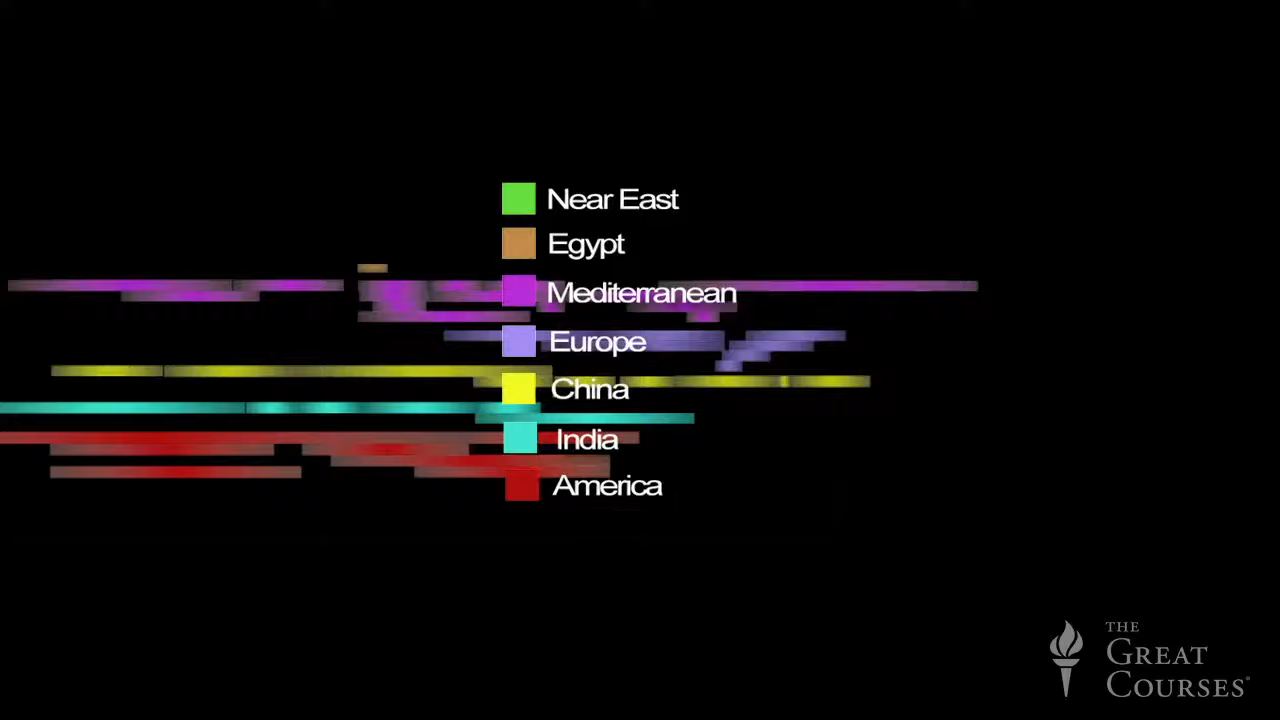 Near East
Egypt
Mediterranean
Europe
China
India
America
THE
GREAT
COURSES®